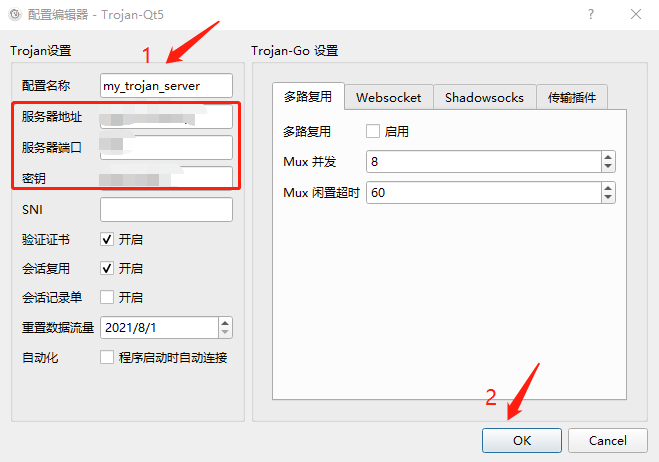 配置编辑器 - Trojan-Qt5
Trojan设置
1
配置名称 my_trojan_server
服务器地址
服务器端口
密钥
SNI
验证证书 开启
会话复用 开启
会话记录单 开启
重置数据流量 2021/8/1
自动化 程序启动时自动连接
Trojan-Go 设置
多路复用 Websocket Shadowsocks 传输插件
多路复用 启用
Mux 并发 8
Mux 闲置超时 60
2
OK Cancel